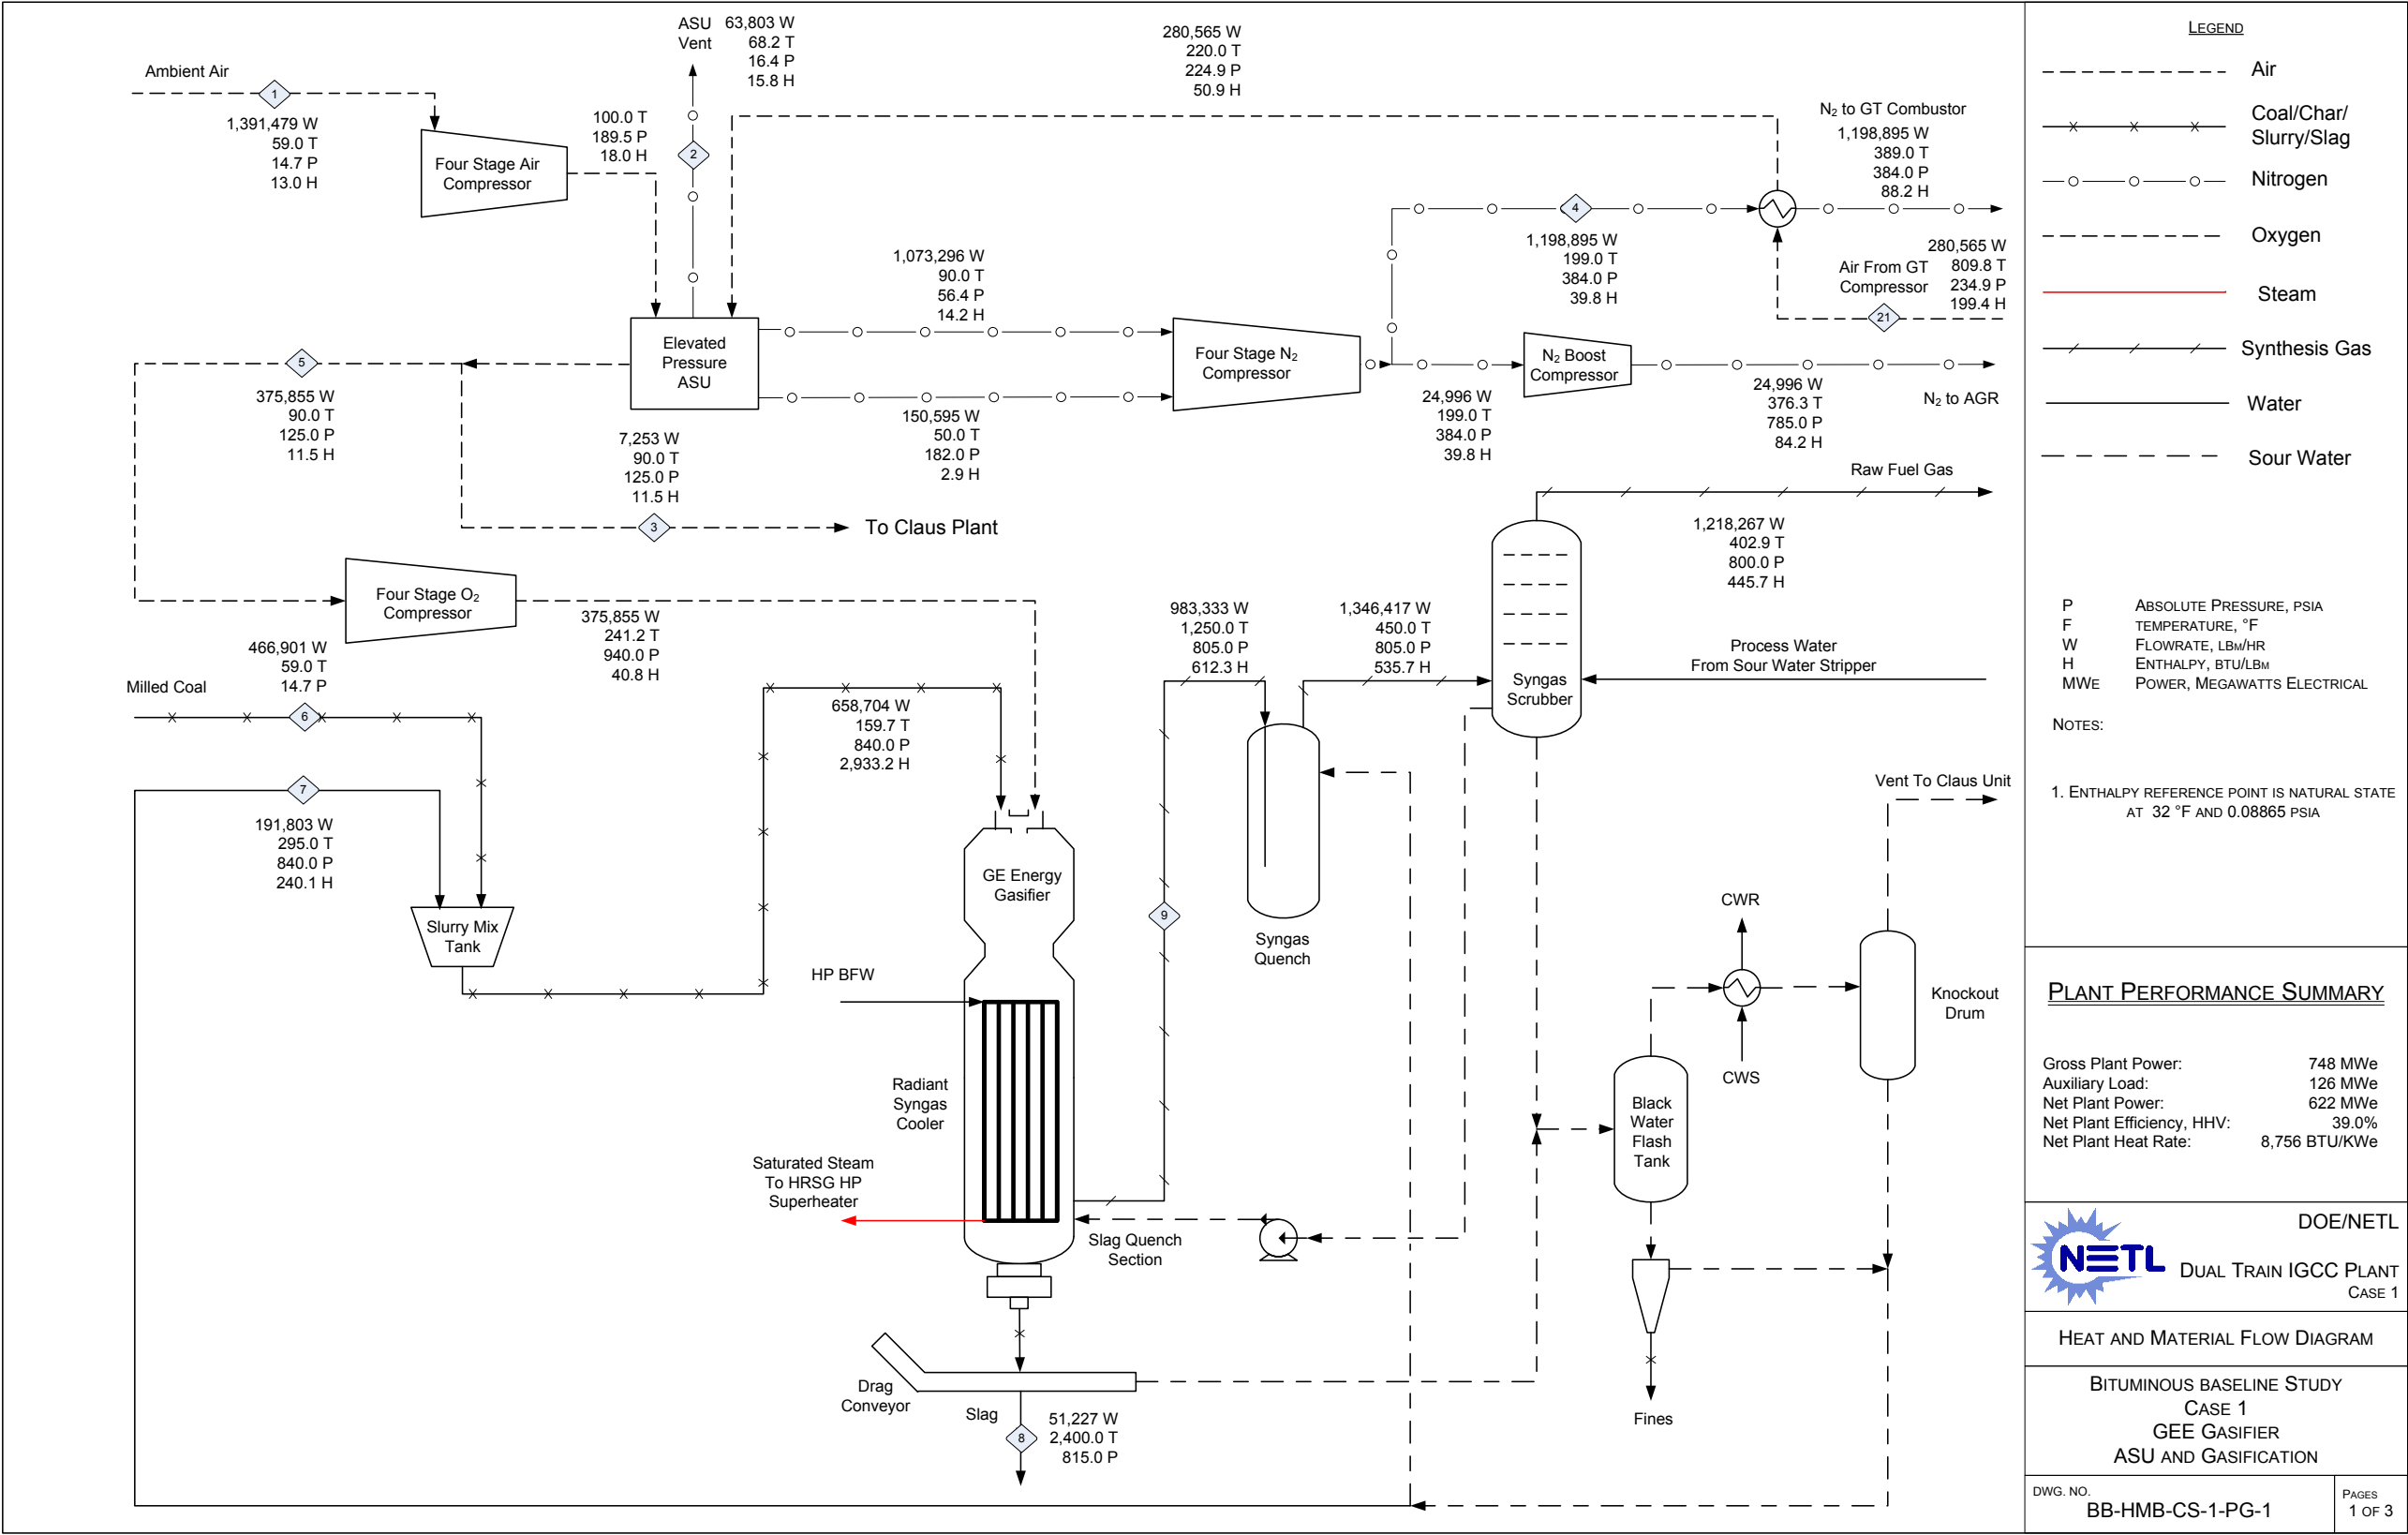 ASU
Vent
63,803 W
68.2 T
16.4 P
15.8 H
280,565 W
220.0 T
224.9 P
50.9 H
Ambient Air
1
1,391,479 W
59.0 T
14.7 P
13.0 H
Four Stage Air
Compressor
100.0 T
189.5 P
18.0 H
2
N2 to GT Combustor
1,198,895 W
389.0 T
384.0 P
88.2 H
4
1,198,895 W
199.0 T
384.0 P
39.8 H
Air From GT
Compressor
280,565 W
809.8 T
234.9 P
199.4 H
21
1,073,296 W
90.0 T
56.4 P
14.2 H
Elevated
Pressure
ASU
Four Stage N2
Compressor
N2 Boost
Compressor
5
375,855 W
90.0 T
125.0 P
11.5 H
150,595 W
50.0 T
182.0 P
2.9 H
24,996 W
199.0 T
384.0 P
39.8 H
24,996 W
376.3 T
785.0 P
84.2 H
N2 to AGR
7,253 W
90.0 T
125.0 P
11.5 H
3
To Claus Plant
Raw Fuel Gas
1,218,267 W
402.9 T
800.0 P
445.7 H
Four Stage O2
Compressor
375,855 W
241.2 T
940.0 P
40.8 H
466,901 W
59.0 T
14.7 P
Milled Coal
6
983,333 W
1,250.0 T
805.0 P
612.3 H
1,346,417 W
450.0 T
805.0 P
535.7 H
Process Water
From Sour Water Stripper
Syngas
Scrubber
658,704 W
159.7 T
840.0 P
2,933.2 H
7
191,803 W
295.0 T
840.0 P
240.1 H
Slurry Mix
Tank
GE Energy
Gasifier
9
Syngas
Quench
Vent To Claus Unit
CWR
CWS
Knockout
Drum
HP BFW
Radiant
Syngas
Cooler
Black
Water
Flash
Tank
Saturated Steam
To HRSG HP
Superheater
Slag Quench
Section
Drag
Conveyor
Slag
8
51,227 W
2,400.0 T
815.0 P
Fines
LEGEND
Air
Coal/Char/
Slurry/Slag
Nitrogen
Oxygen
Steam
Synthesis Gas
Water
Sour Water
P ABSOLUTE PRESSURE, PSIA
F TEMPERATURE, °F
W FLOWRATE, LBM/HR
H ENTHALPY, BTU/LBM
MWE POWER, MEGAWATTS ELECTRICAL
NOTES:
1. ENTHALPY REFERENCE POINT IS NATURAL STATE
AT 32 °F AND 0.08865 PSIA
PLANT PERFORMANCE SUMMARY
Gross Plant Power: 748 MWe
Auxiliary Load: 126 MWe
Net Plant Power: 622 MWe
Net Plant Efficiency, HHV: 39.0%
Net Plant Heat Rate: 8,756 BTU/KWe
NETL
DOE/NETL
DUAL TRAIN IGCC PLANT
CASE 1
HEAT AND MATERIAL FLOW DIAGRAM
BITUMINOUS BASELINE STUDY
CASE 1
GEE GASIFIER
ASU AND GASIFICATION
DWG. NO.
BB-HMB-CS-1-PG-1
PAGES
1 OF 3